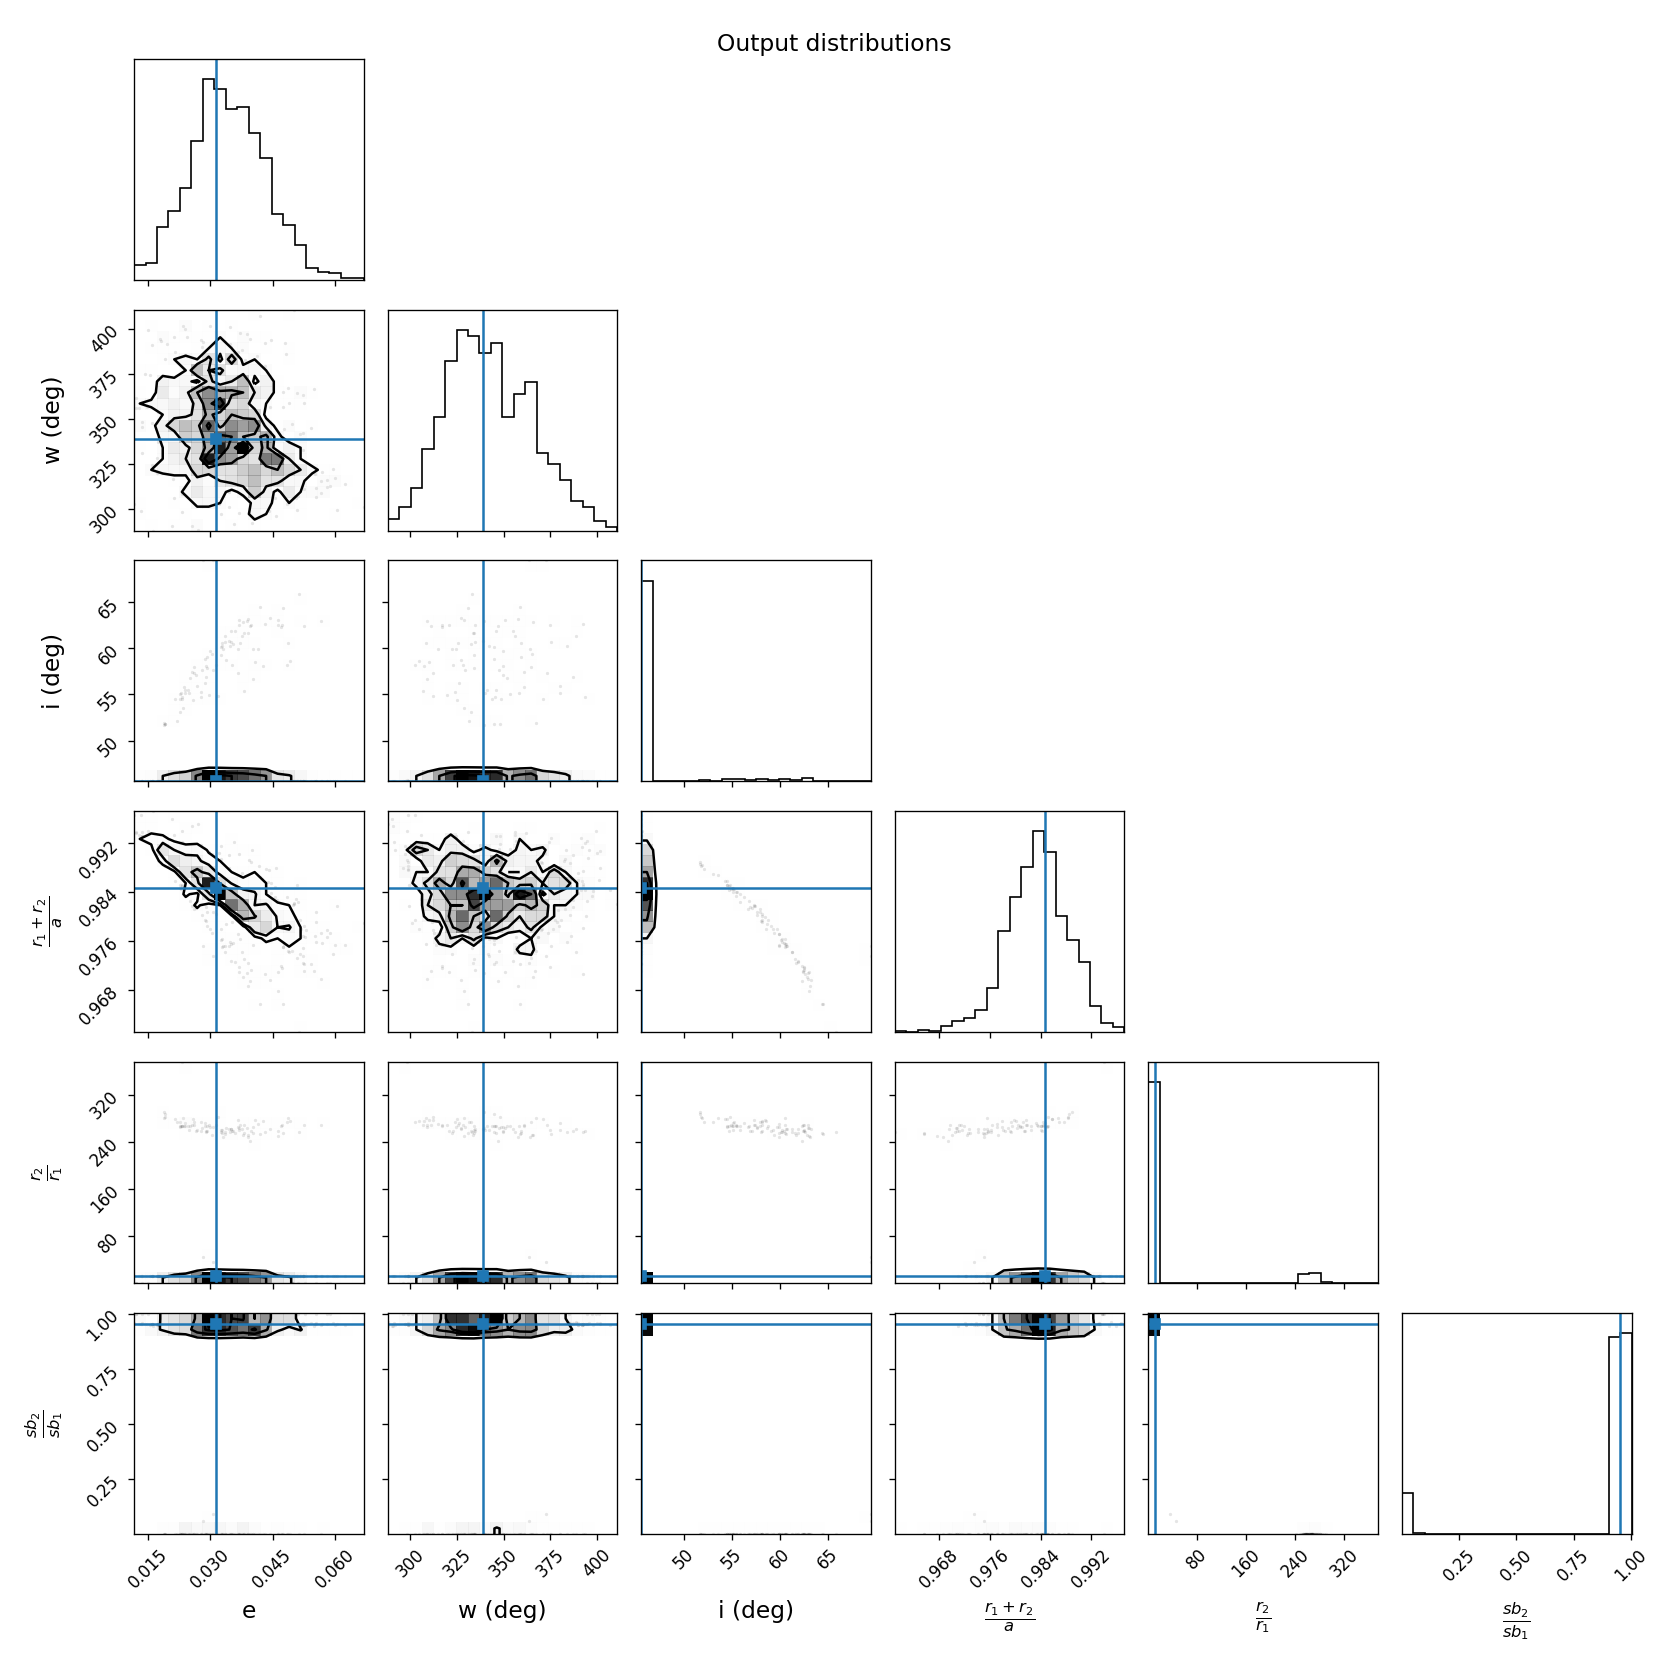 Output distributions
w (deg)
400
375
350
325
300
i (deg)
65
60
55
50
r₁ + r₂
a
0.992
0.984
0.976
0.968
r₂
r₁
320
240
160
80
sb₂
sb₁
1.00
0.75
0.50
0.25
0.015 0.030 0.045 0.060
300 325 350 375 400
50 55 60 65
0.968 0.976 0.984 0.992
80 160 240 320
0.25 0.50 0.75 1.00
e
w (deg)
i (deg)
r₁ + r₂
a
r₂
r₁
sb₂
sb₁